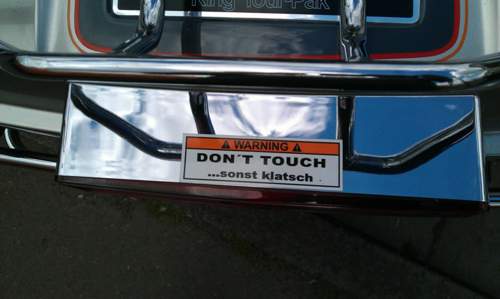 King Tour-Pak
WARNING
DON'T TOUCH
...sonst klatsch